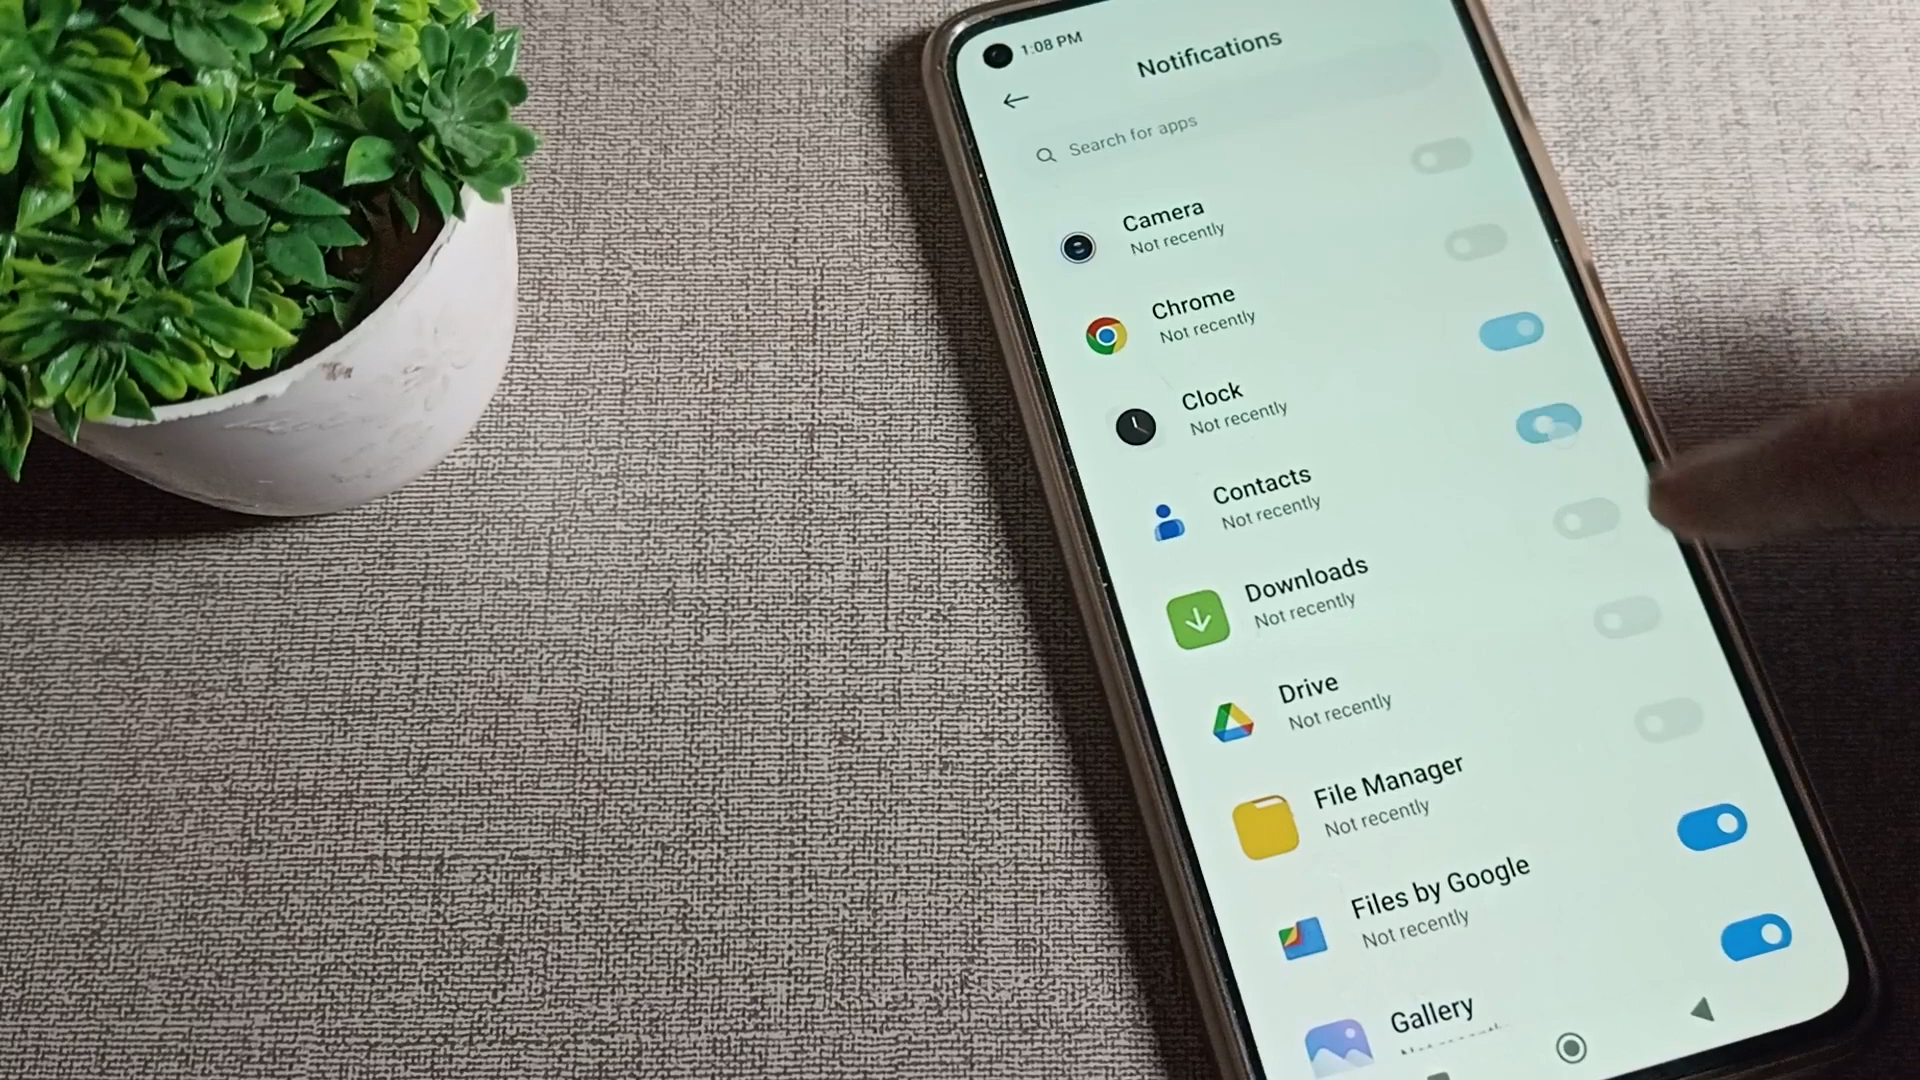 1:08 PM
Notifications
Search for apps
Camera
Not recently
Chrome
Not recently
Clock
Not recently
Contacts
Not recently
Downloads
Not recently
Drive
Not recently
File Manager
Not recently
Files by Google
Not recently
Gallery